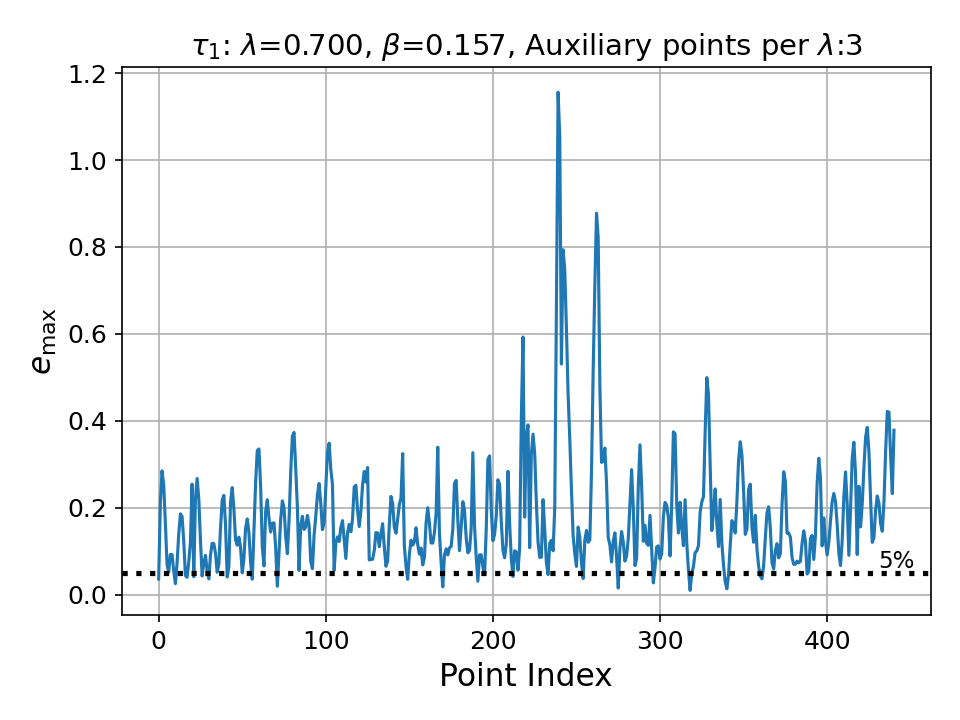 τ₁: λ=0.700, β=0.157, Auxiliary points per λ:3
1.2
1.0
0.8
0.6
0.4
0.2
0.0
e_max
5%
0 100 200 300 400
Point Index